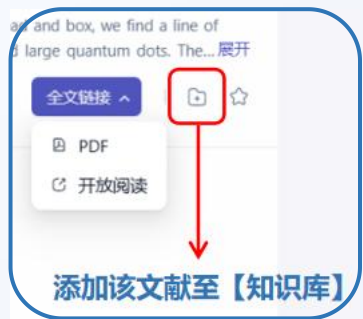 ad and box, we find a line of
d large quantum dots. The... 展开
全文链接
PDF
开放阅读
添加该文献至【知识库】